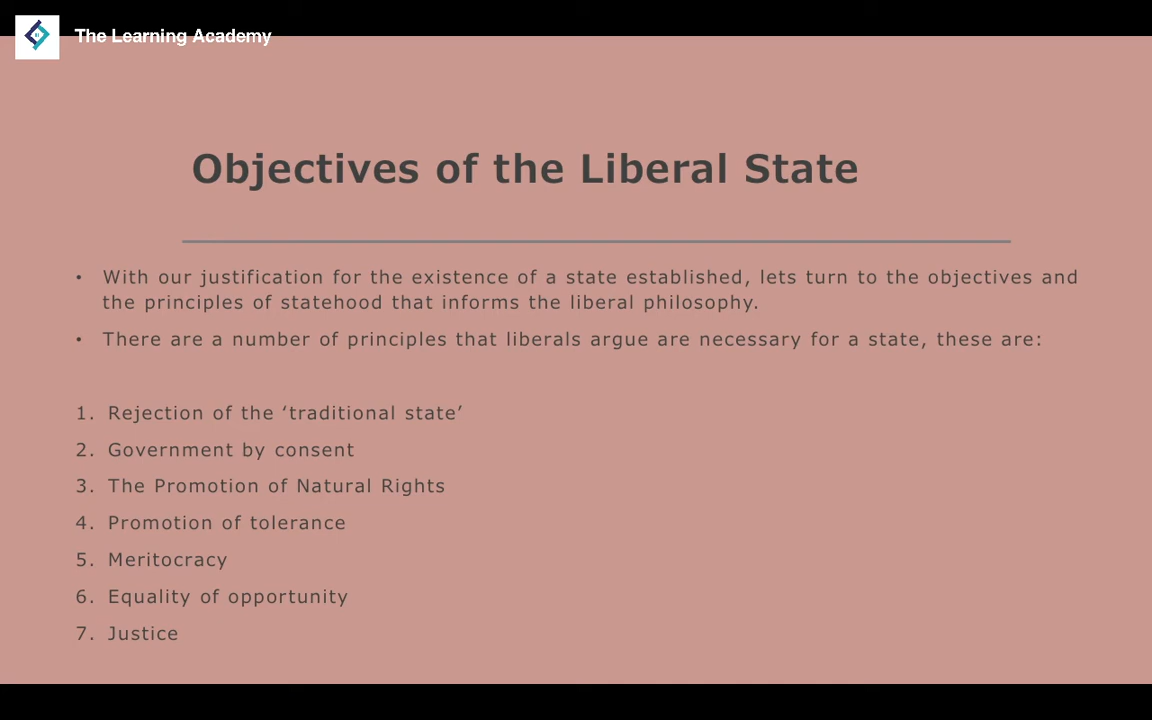 The Learning Academy
Objectives of the Liberal State
• With our justification for the existence of a state established, lets turn to the objectives and
the principles of statehood that informs the liberal philosophy.
• There are a number of principles that liberals argue are necessary for a state, these are:
1. Rejection of the ‘traditional state’
2. Government by consent
3. The Promotion of Natural Rights
4. Promotion of tolerance
5. Meritocracy
6. Equality of opportunity
7. Justice